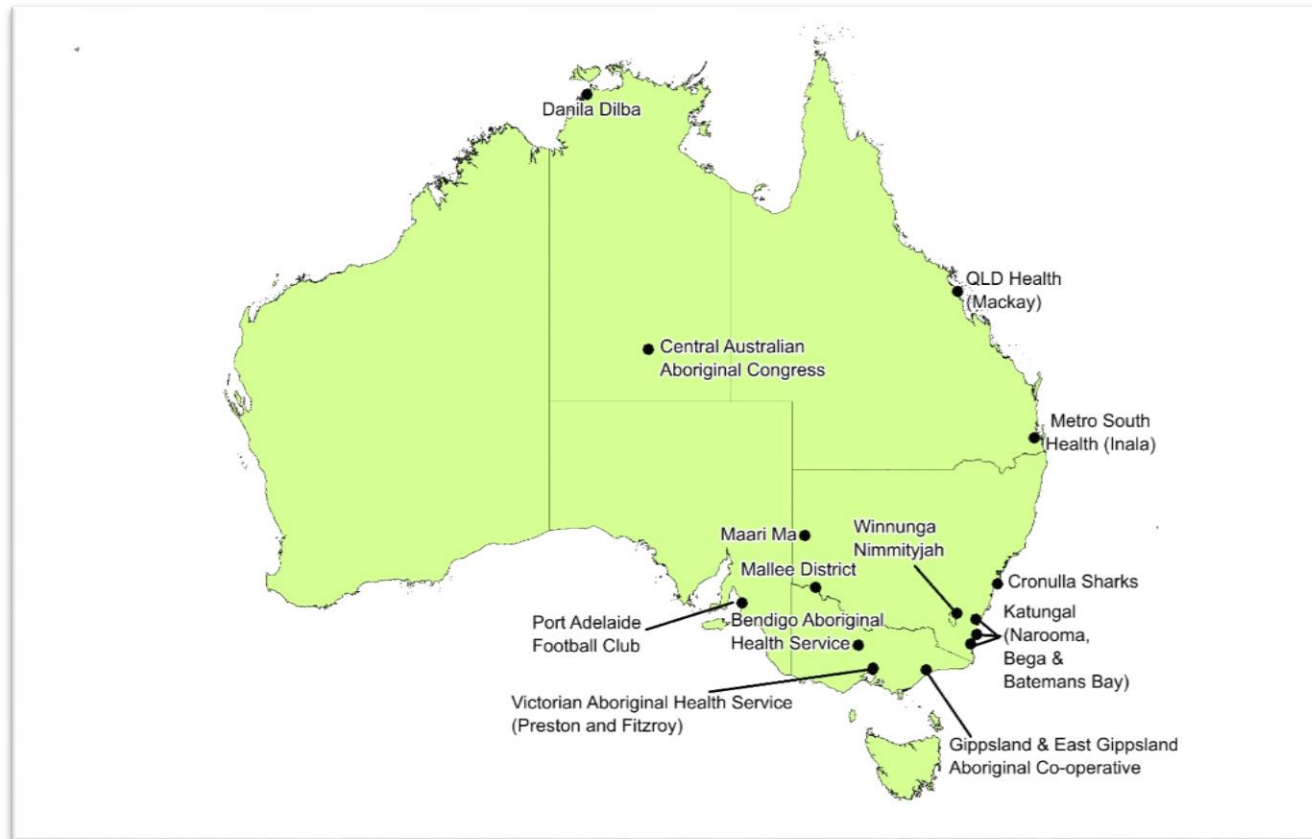 Danila Dilba
QLD Health
(Mackay)
Central Australian
Aboriginal Congress
Metro South
Health (Inala)
Maari Ma
Winnunga
Nimmityjah
Mallee District
Cronulla Sharks
Port Adelaide
Football Club
Bendigo Aboriginal
Health Service
Katungal
(Narooma,
Bega &
Batemans Bay)
Victorian Aboriginal Health Service
(Preston and Fitzroy)
Gippsland & East Gippsland
Aboriginal Co-operative